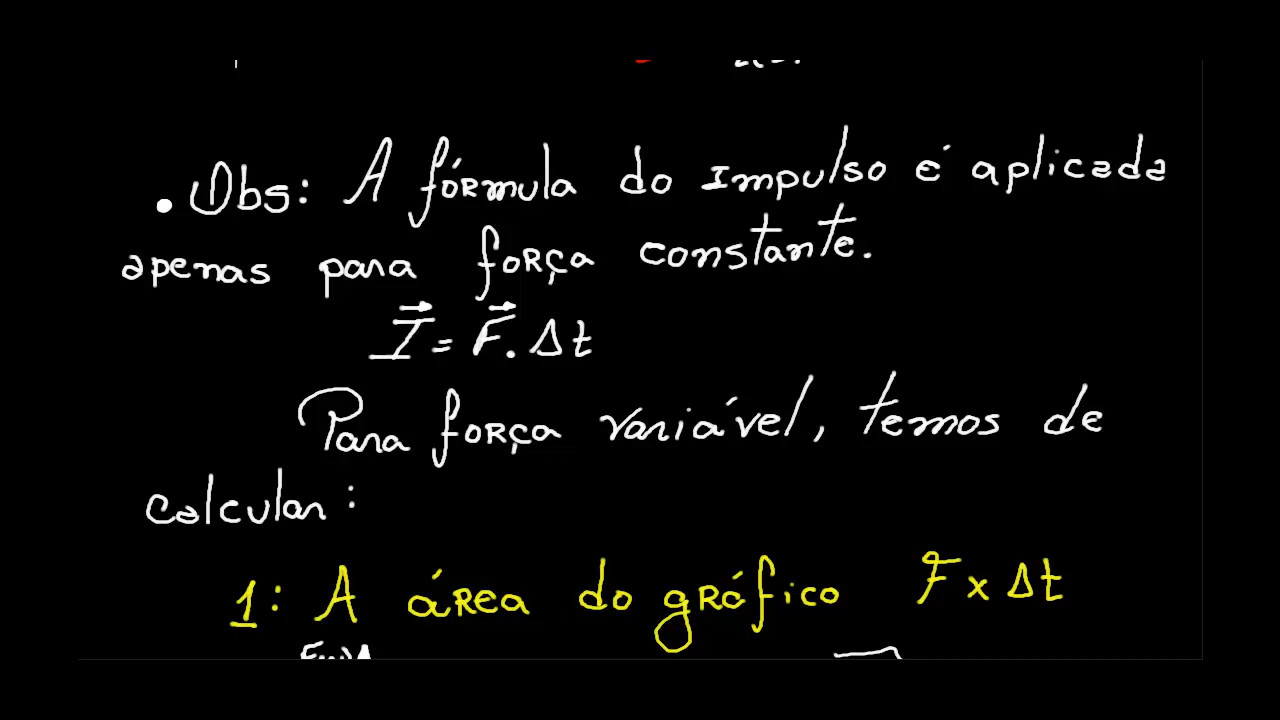 • Obs: A fórmula do Impulso é aplicada
apenas para força constante.
I⃗ = F⃗. Δt
Para força variável, temos de
calcular:
1: A área do gráfico F x Δt